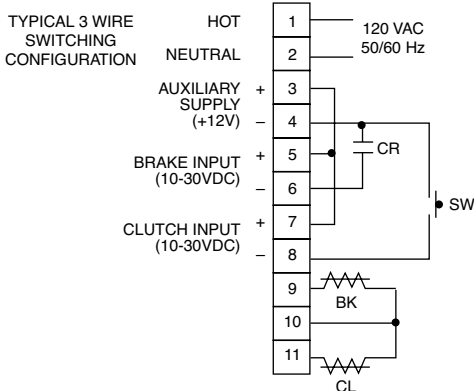 TYPICAL 3 WIRE
SWITCHING
CONFIGURATION
HOT 1
120 VAC
50/60 Hz
NEUTRAL 2
AUXILIARY
SUPPLY
(+12V)
+ 3
– 4
BRAKE INPUT
(10-30VDC)
+ 5
– 6
CR
CLUTCH INPUT
(10-30VDC)
+ 7
– 8
SW
9
BK
10
11
CL